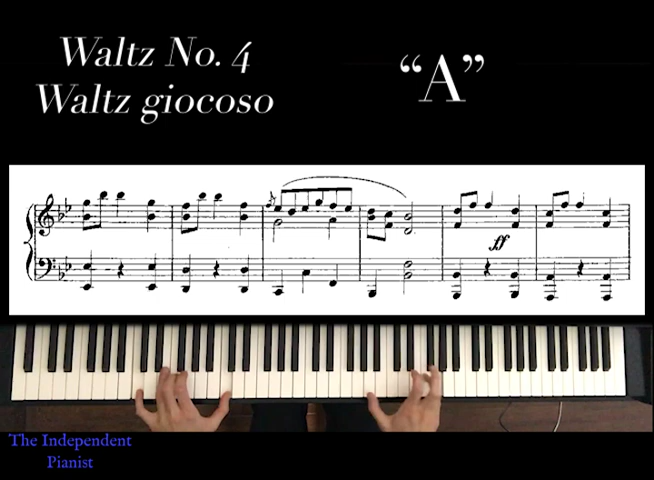 Waltz No. 4
Waltz giocoso
“A”
ff
The Independent
Pianist